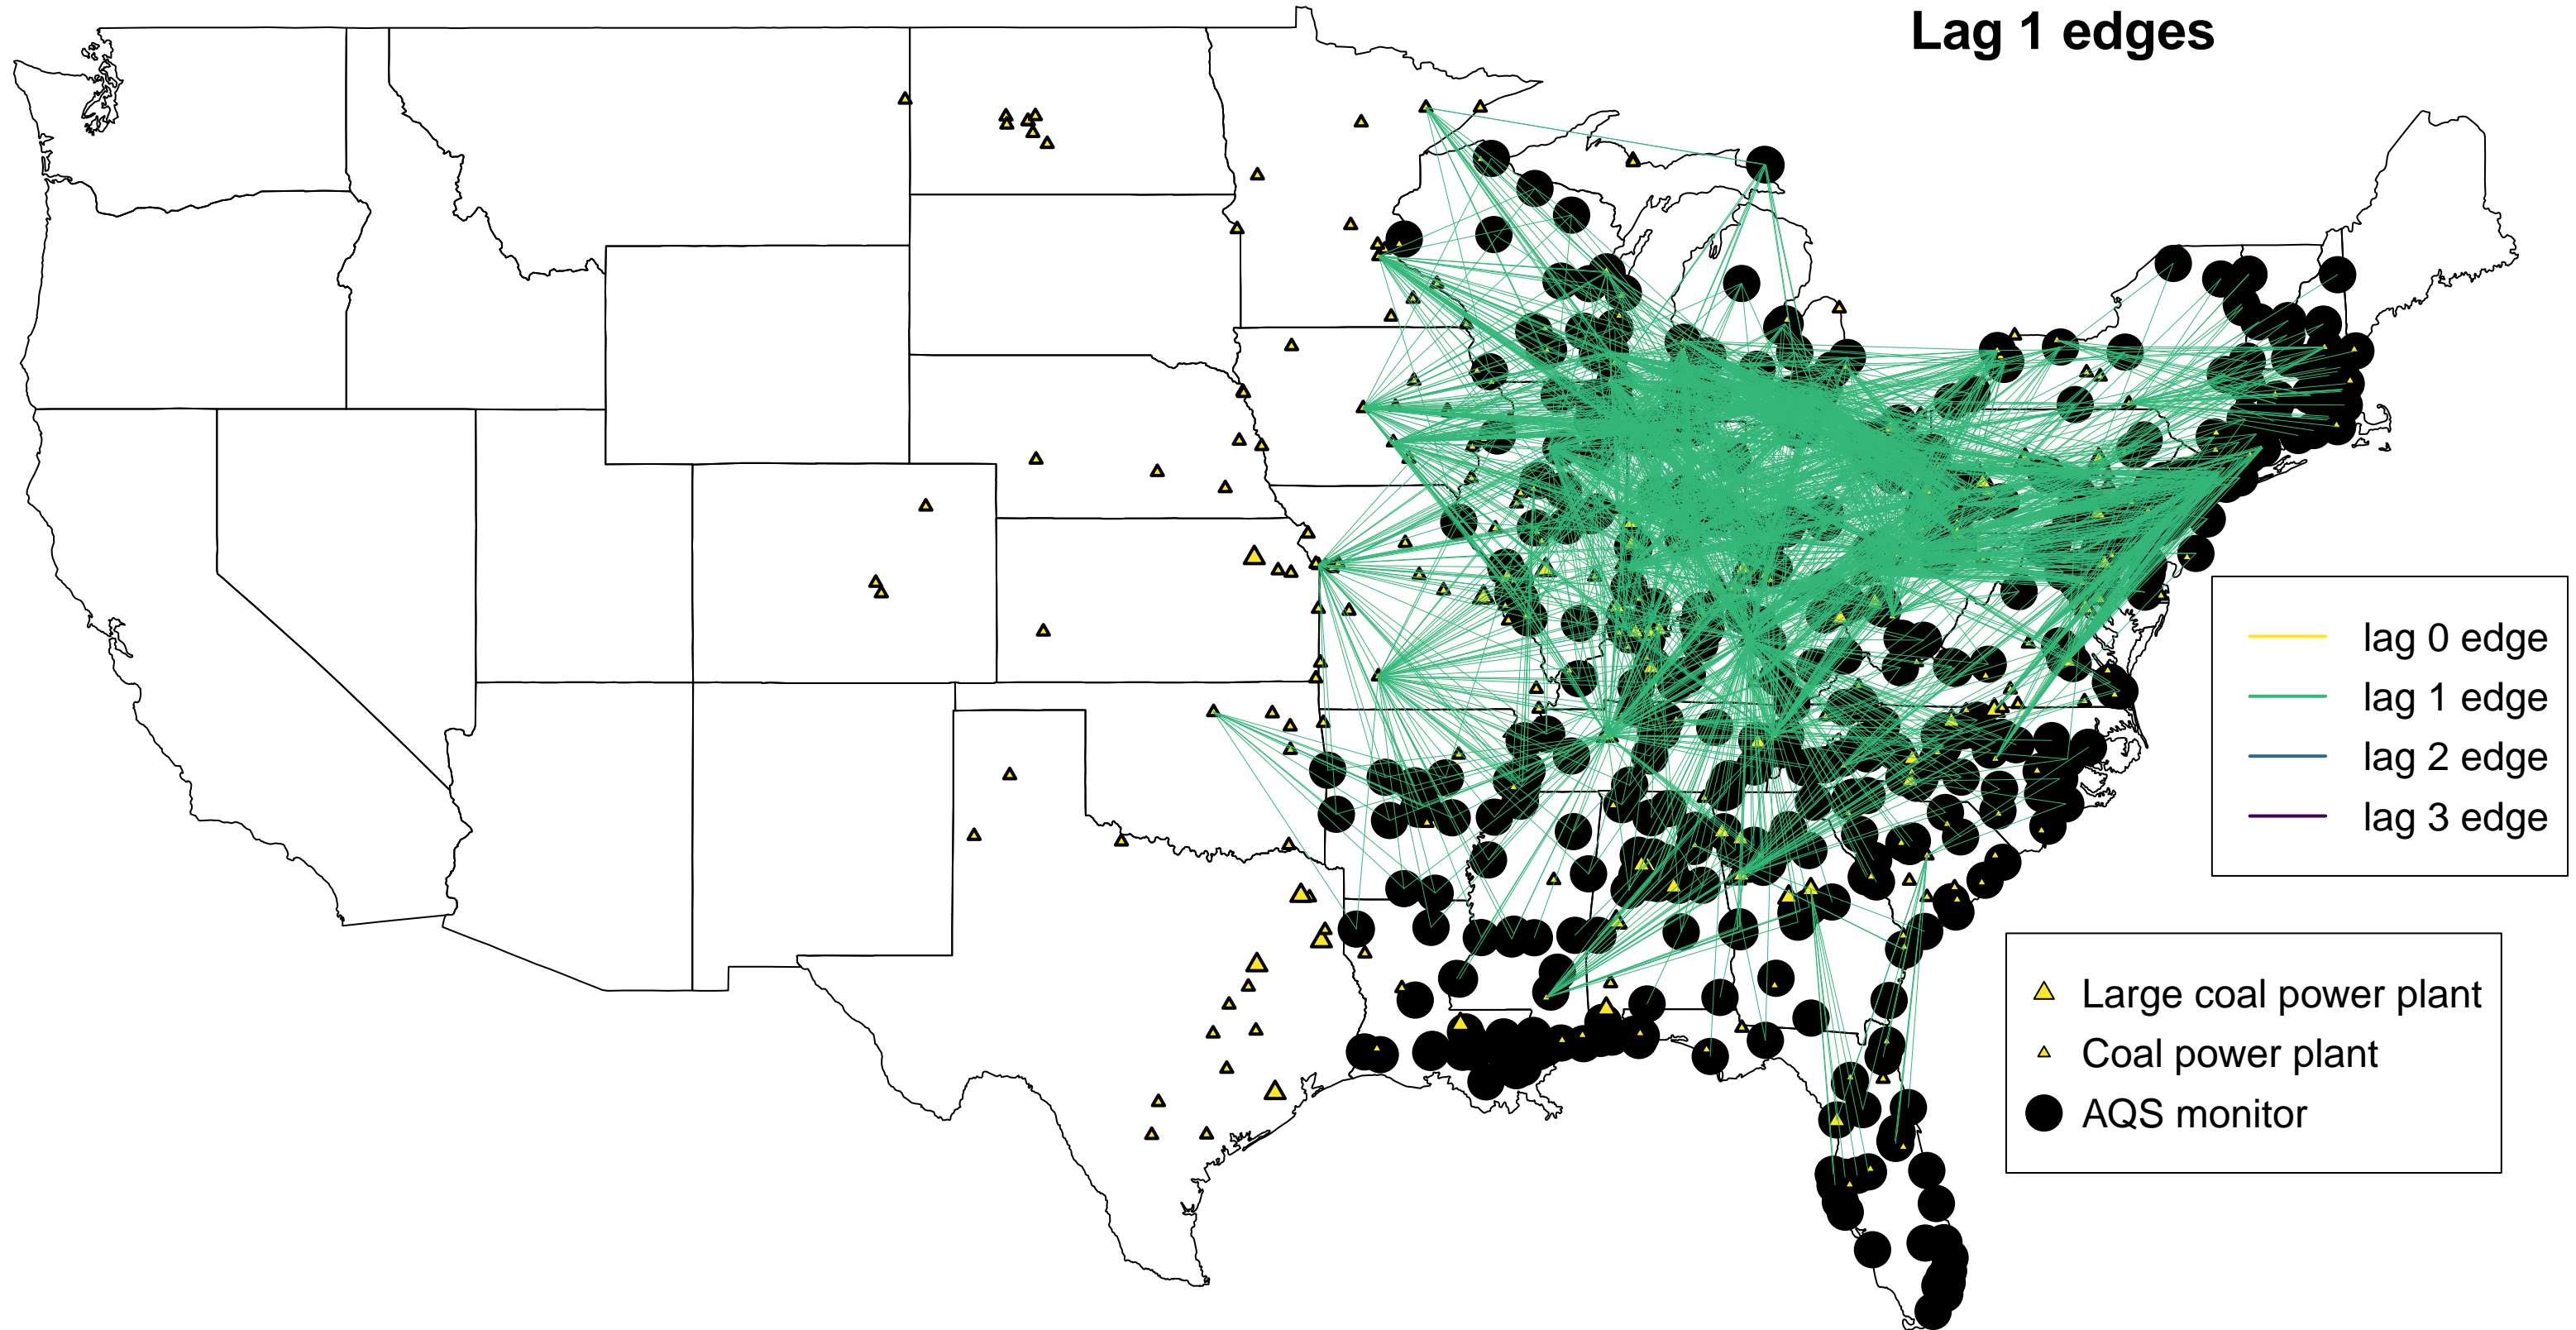 Lag 1 edges
lag 0 edge
lag 1 edge
lag 2 edge
lag 3 edge
Large coal power plant
Coal power plant
AQS monitor